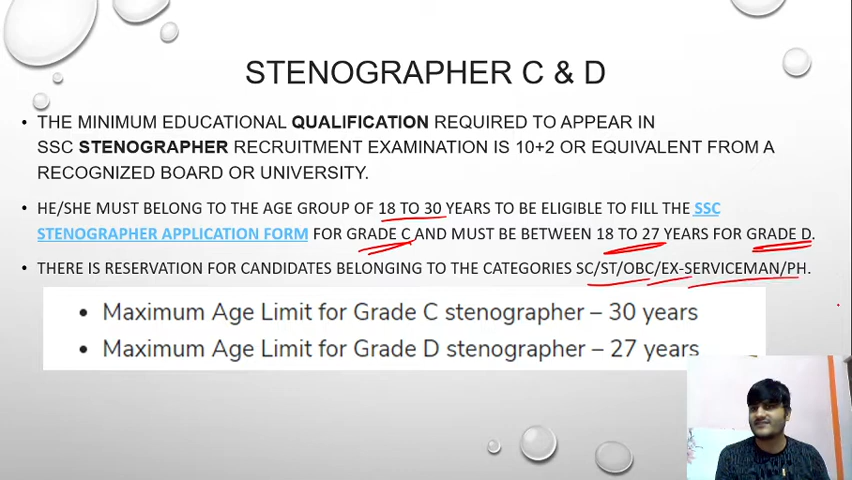 STENOGRAPHER C & D
• THE MINIMUM EDUCATIONAL QUALIFICATION REQUIRED TO APPEAR IN
SSC STENOGRAPHER RECRUITMENT EXAMINATION IS 10+2 OR EQUIVALENT FROM A
RECOGNIZED BOARD OR UNIVERSITY.
• HE/SHE MUST BELONG TO THE AGE GROUP OF 18 TO 30 YEARS TO BE ELIGIBLE TO FILL THE SSC
STENOGRAPHER APPLICATION FORM FOR GRADE C AND MUST BE BETWEEN 18 TO 27 YEARS FOR GRADE D.
• THERE IS RESERVATION FOR CANDIDATES BELONGING TO THE CATEGORIES SC/ST/OBC/EX-SERVICEMAN/PH.
• Maximum Age Limit for Grade C stenographer – 30 years
• Maximum Age Limit for Grade D stenographer – 27 years